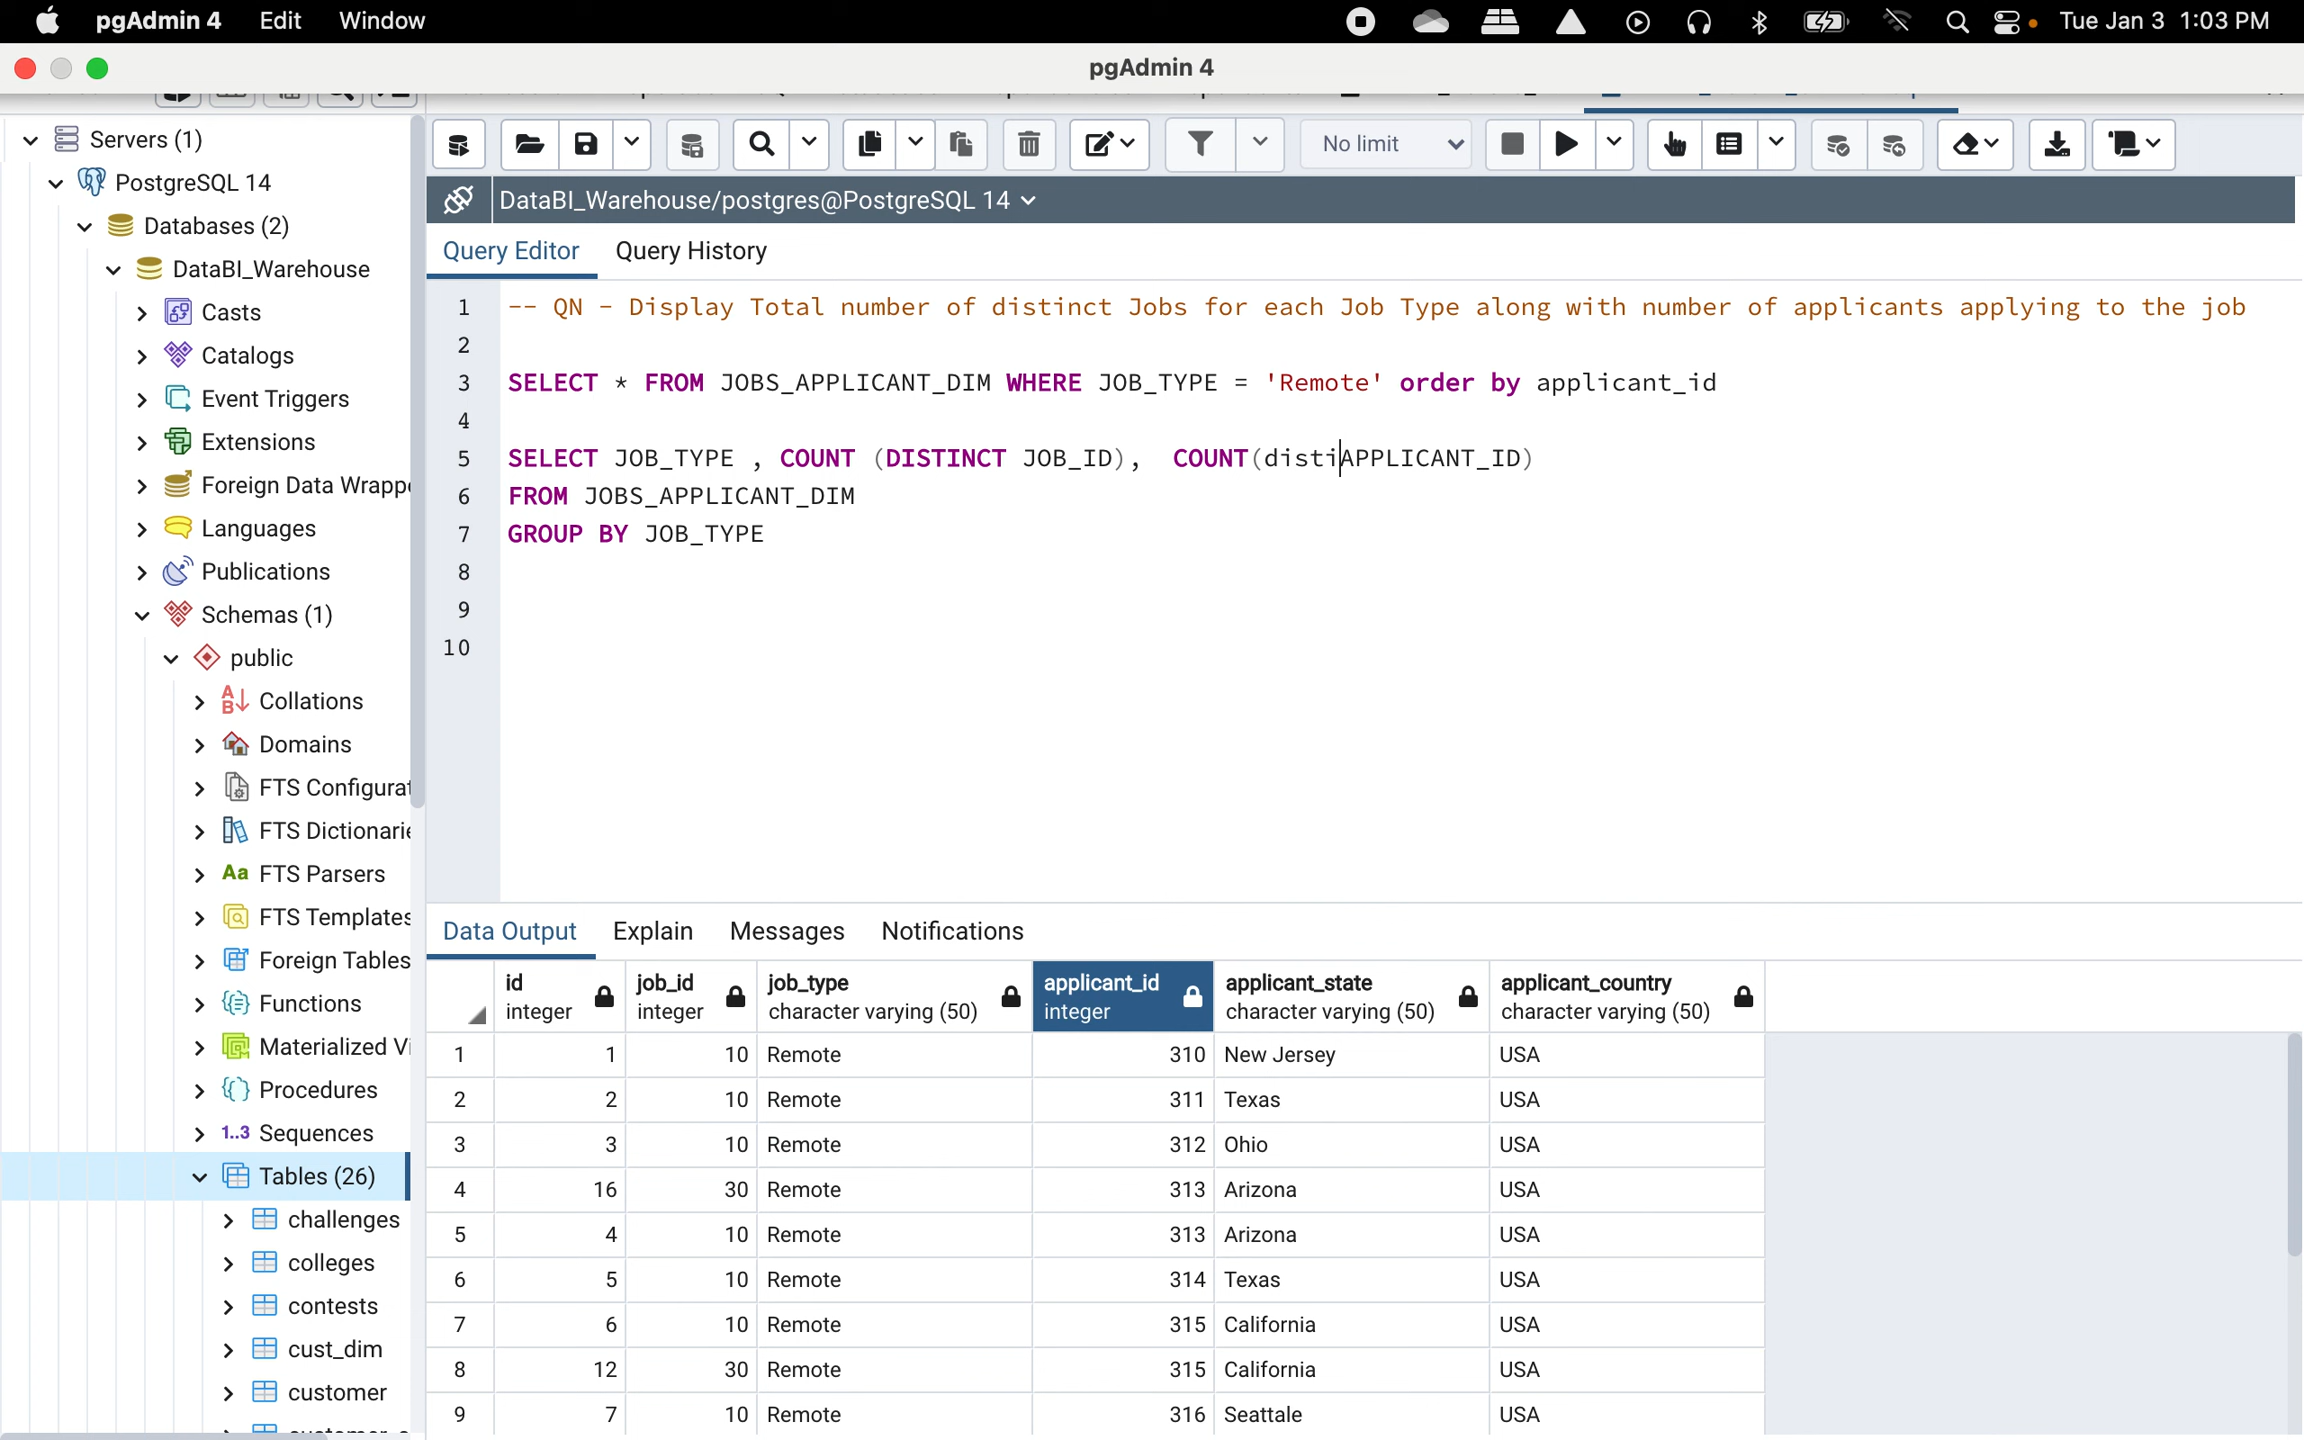 pgAdmin 4 Edit Window Tue Jan 3 1:03 PM
pgAdmin 4
Servers (1)
PostgreSQL 14
Databases (2)
DataBI_Warehouse
Casts
Catalogs
Event Triggers
Extensions
Foreign Data Wrappe
Languages
Publications
Schemas (1)
public
Collations
Domains
FTS Configurat
FTS Dictionarie
Aa FTS Parsers
FTS Templates
Foreign Tables
Functions
Materialized Vi
Procedures
1..3 Sequences
Tables (26)
challenges
colleges
contests
cust_dim
customer
No limit
DataBI_Warehouse/postgres@PostgreSQL 14
Query Editor Query History
1 -- QN - Display Total number of distinct Jobs for each Job Type along with number of applicants applying to the job
2
3 SELECT * FROM JOBS_APPLICANT_DIM WHERE JOB_TYPE = 'Remote' order by applicant_id
4
5 SELECT JOB_TYPE , COUNT (DISTINCT JOB_ID), COUNT(distiAPPLICANT_ID)
6 FROM JOBS_APPLICANT_DIM
7 GROUP BY JOB_TYPE
8
9
10
Data Output Explain Messages Notifications
id job_id job_type applicant_id applicant_state applicant_country
integer integer character varying (50) integer character varying (50) character varying (50)
1 1 10 Remote 310 New Jersey USA
2 2 10 Remote 311 Texas USA
3 3 10 Remote 312 Ohio USA
4 16 30 Remote 313 Arizona USA
5 4 10 Remote 313 Arizona USA
6 5 10 Remote 314 Texas USA
7 6 10 Remote 315 California USA
8 12 30 Remote 315 California USA
9 7 10 Remote 316 Seattale USA